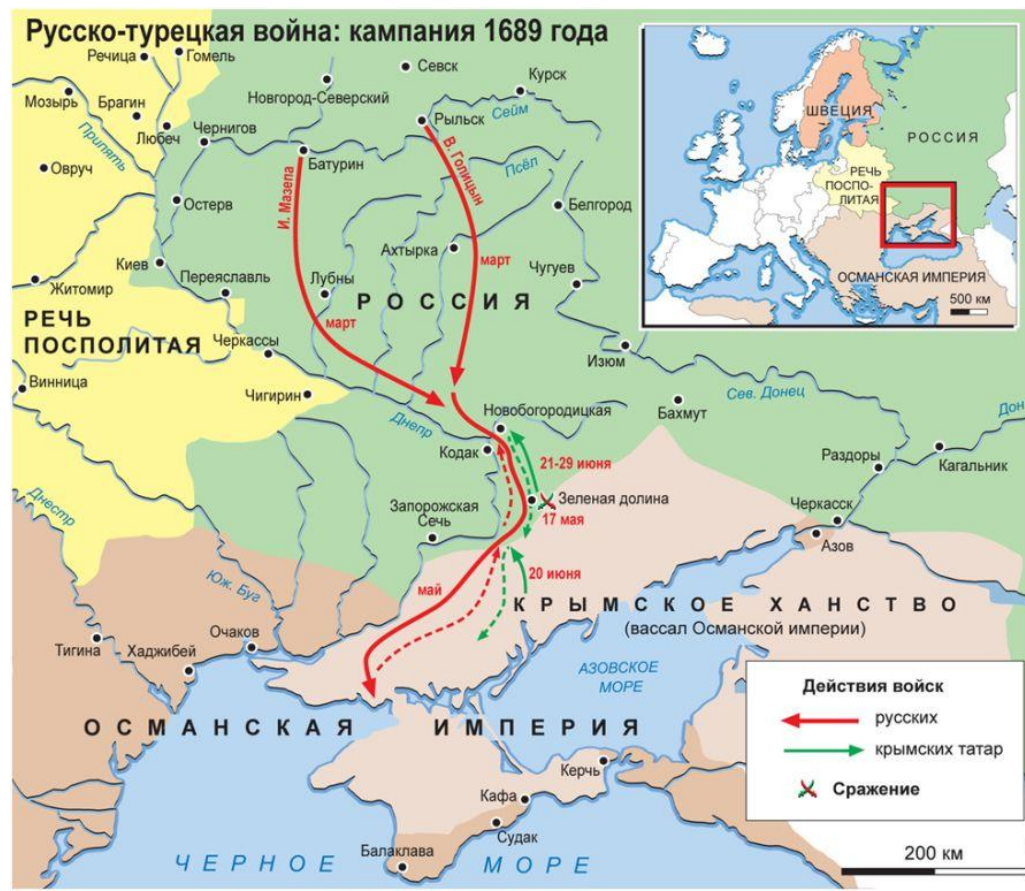 Русско-турецкая война: кампания 1689 года
Речица
Гомель
Севск
Курск
Мозырь
Брагин
Новгород-Северский
Сейм
Рыльск
Припять
Любеч
Чернигов
Батурин
В. Голицын
Псёл
Овруч
И. Мазепа
Остерв
Белгород
Ахтырка
март
Киев
Переяславль
Лубны
Чугуев
Житомир
РОССИЯ
РЕЧЬ
ПОСПОЛИТАЯ
март
Черкассы
Изюм
Винница
Чигирин
Сев. Донец
Бахмут
Дон
Днепр
Новобогородицкая
Кодак
21-29 июня
Раздоры
Кагальник
Днестр
Запорожская
Сечь
Зеленая долина
17 мая
Черкасск
Азов
Юж. Буг
май
20 июня
КРЫМСКОЕ ХАНСТВО
(вассал Османской империи)
Тигина
Очаков
Хаджибей
АЗОВСКОЕ
МОРЕ
ОСМАНСКАЯ ИМПЕРИЯ
Керчь
Кафа
Судак
Балаклава
ЧЕРНОЕ МОРЕ
ШВЕЦИЯ
РОССИЯ
РЕЧЬ
ПОСПО-
ЛИТАЯ
ОСМАНСКАЯ ИМПЕРИЯ
500 км
Действия войск
русских
крымских татар
Сражение
200 км